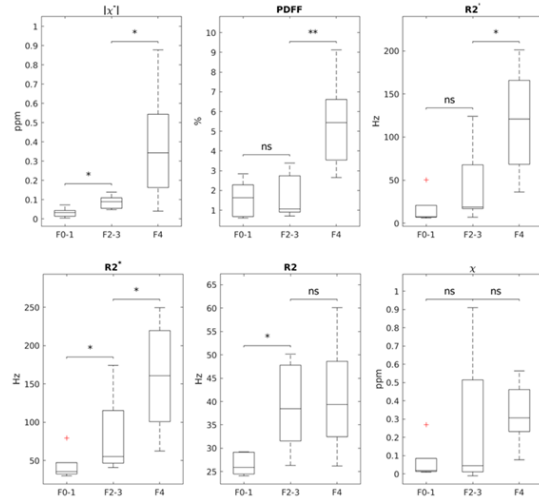 |χ⁻|
*
*
1
0.9
0.8
0.7
0.6
0.5
0.4
0.3
0.2
0.1
0
ppm
F0-1 F2-3 F4
PDFF
**
ns
10
9
8
7
6
5
4
3
2
1
%
F0-1 F2-3 F4
R2'
*
ns
200
150
100
50
0
Hz
F0-1 F2-3 F4
R2*
*
*
250
200
150
100
50
Hz
F0-1 F2-3 F4
R2
ns
*
65
60
55
50
45
40
35
30
25
Hz
F0-1 F2-3 F4
χ
ns ns
1
0.9
0.8
0.7
0.6
0.5
0.4
0.3
0.2
0.1
0
ppm
F0-1 F2-3 F4